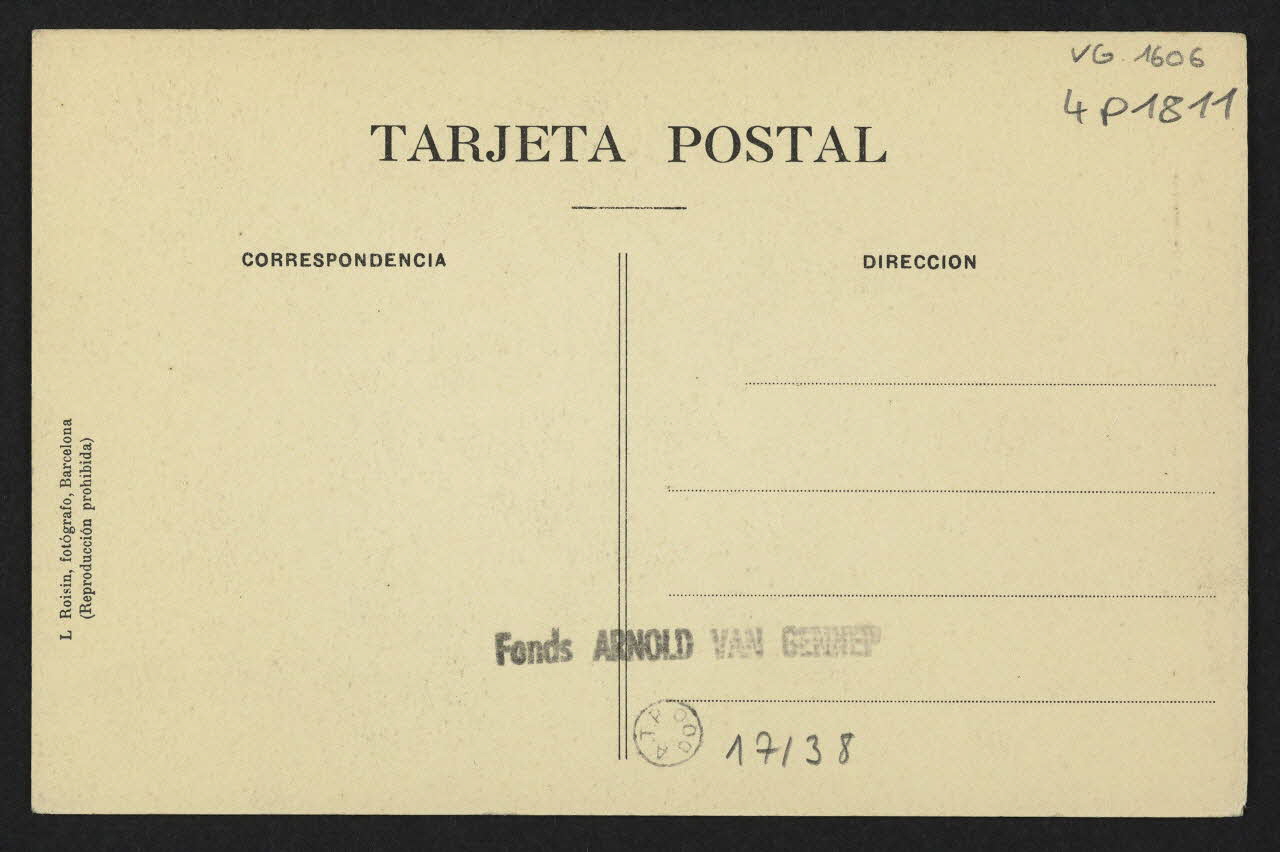 VG. 1606
4P1811
TARJETA POSTAL
CORRESPONDENCIA
DIRECCION
L Roisin, fotógrafo, Barcelona
(Reproducción prohibida)
Fonds ARNOLD VAN GENNEP
A.T.P
17/38